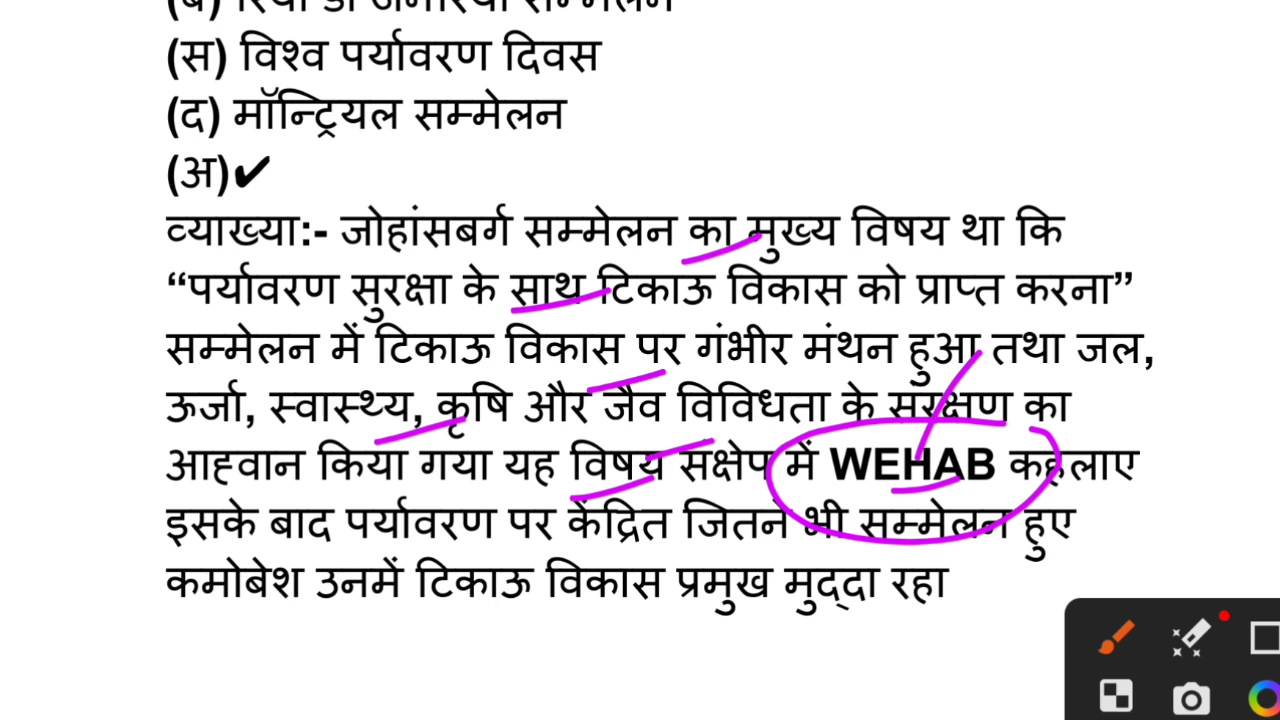 (स) विश्व पर्यावरण दिवस
(द) मॉन्ट्रियल सम्मेलन
(अ)✔
व्याख्या:- जोहांसबर्ग सम्मेलन का मुख्य विषय था कि
“पर्यावरण सुरक्षा के साथ टिकाऊ विकास को प्राप्त करना”
सम्मेलन में टिकाऊ विकास पर गंभीर मंथन हुआ तथा जल,
ऊर्जा, स्वास्थ्य, कृषि और जैव विविधता के संरक्षण का
आह्वान किया गया यह विषय संक्षेप में WEHAB कहलाए
इसके बाद पर्यावरण पर केंद्रित जितने भी सम्मेलन हुए
कमोबेश उनमें टिकाऊ विकास प्रमुख मुद्दा रहा